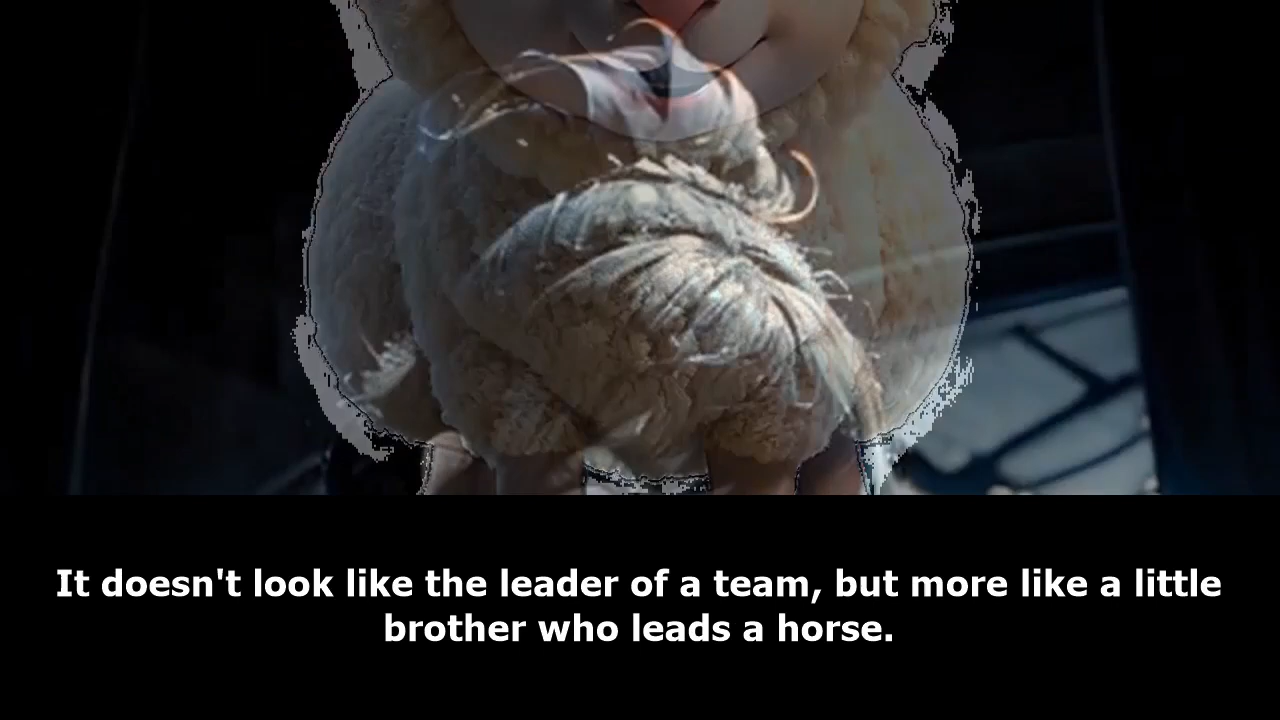 It doesn't look like the leader of a team, but more like a little
brother who leads a horse.